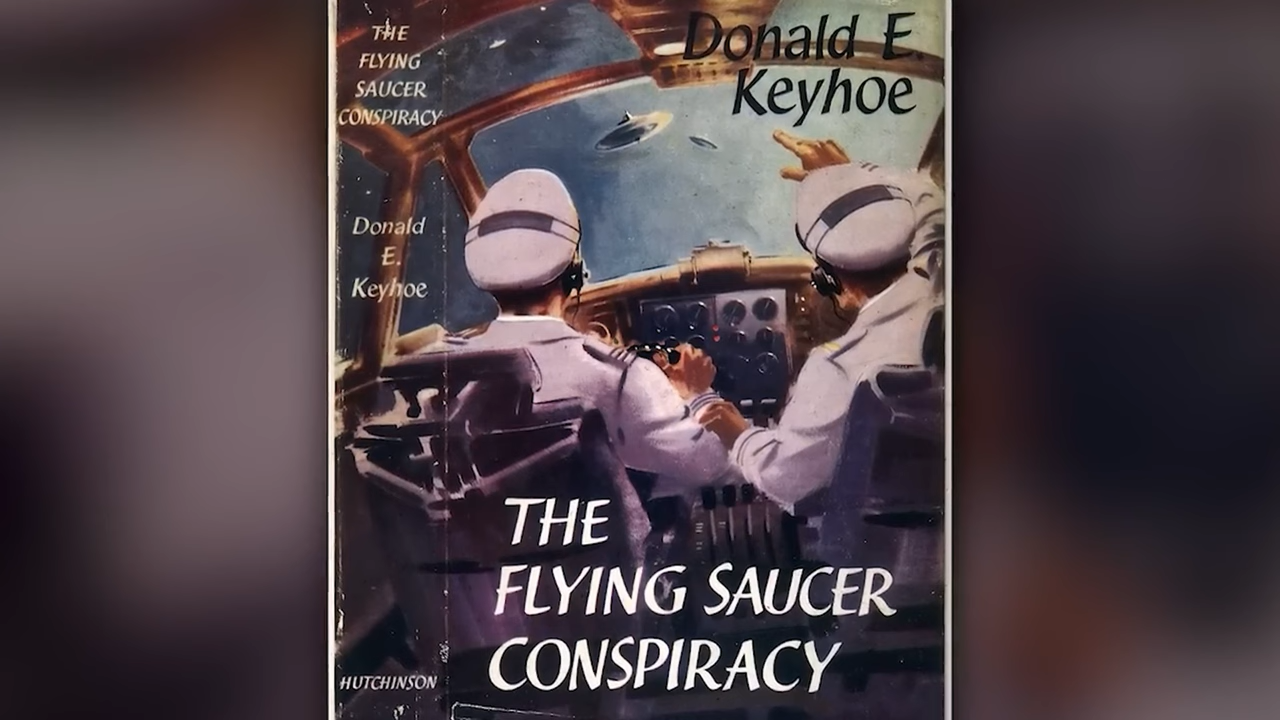 THE
FLYING
SAUCER
CONSPIRACY
Donald
E.
Keyhoe
HUTCHINSON
Donald E.
Keyhoe
THE
FLYING SAUCER
CONSPIRACY